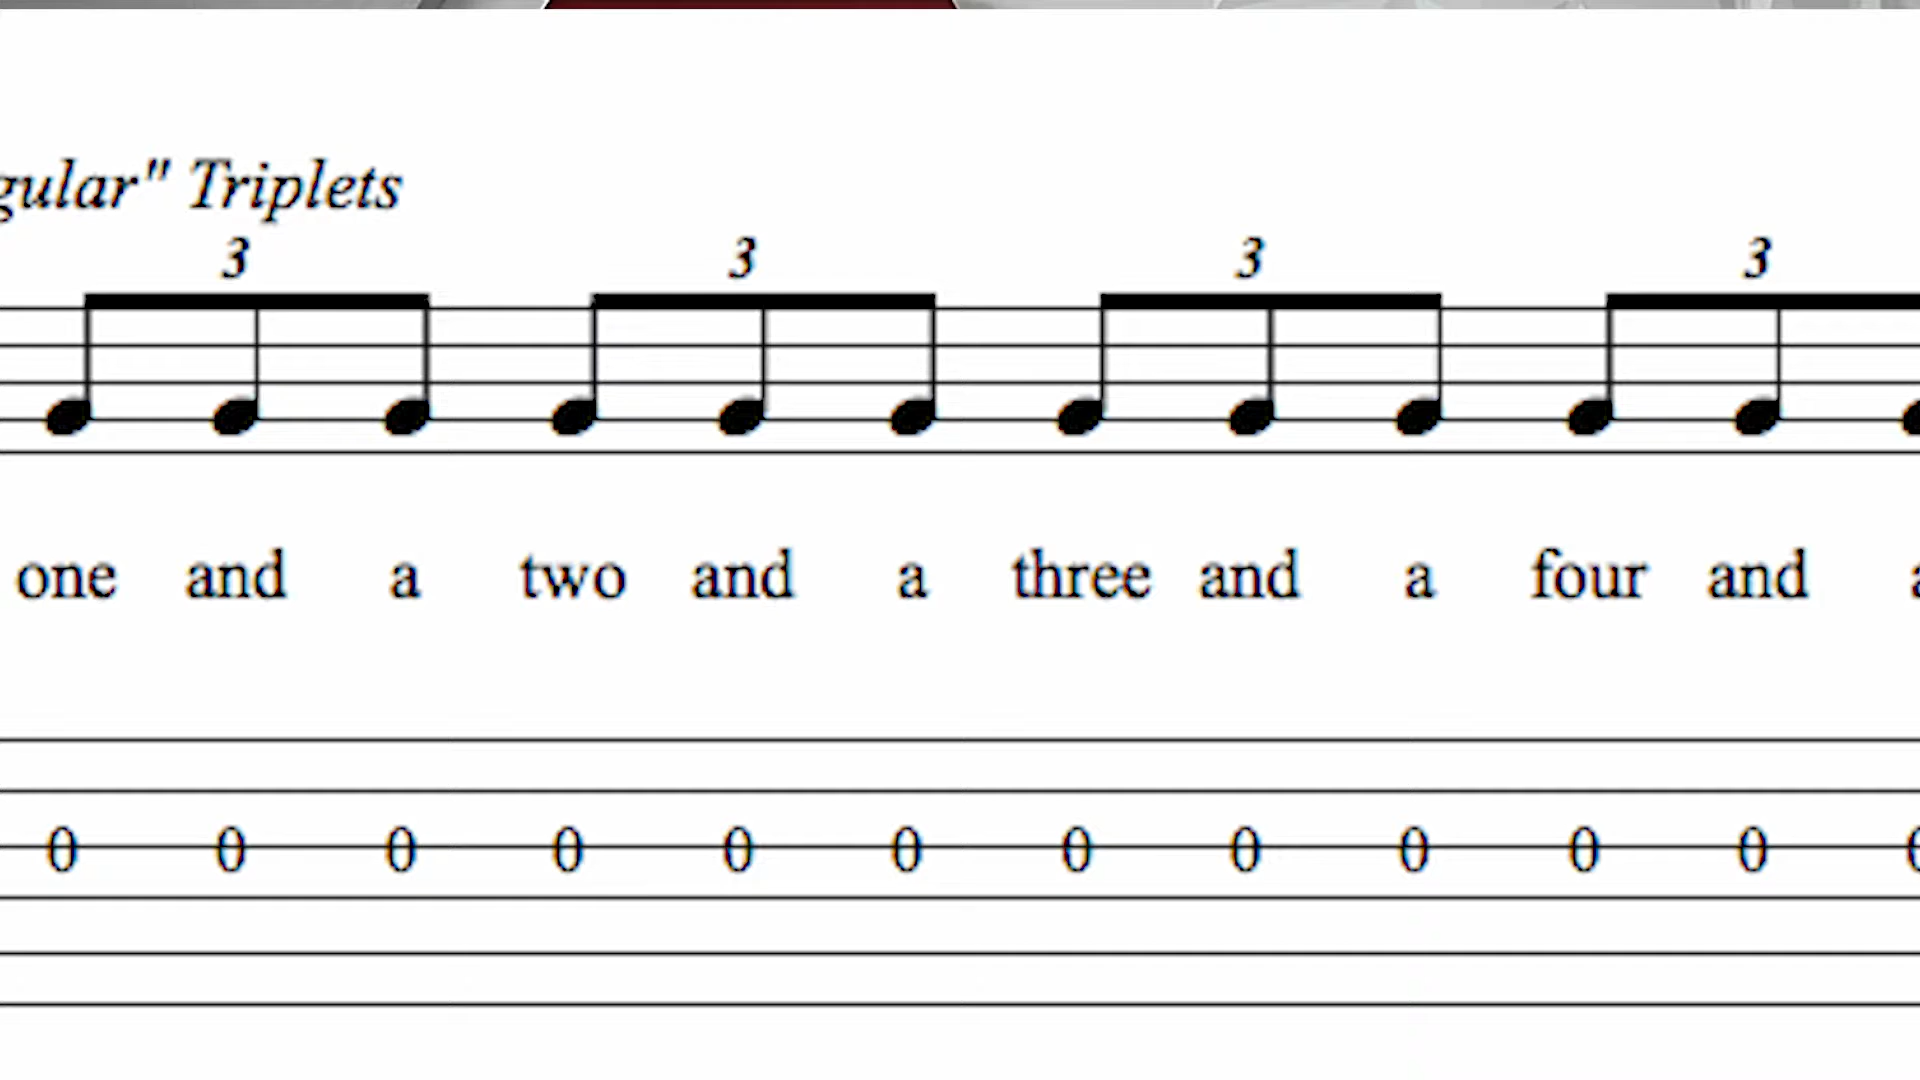 gular" Triplets
3 3 3 3
one and a two and a three and a four and a
0 0 0 0 0 0 0 0 0 0 0 0